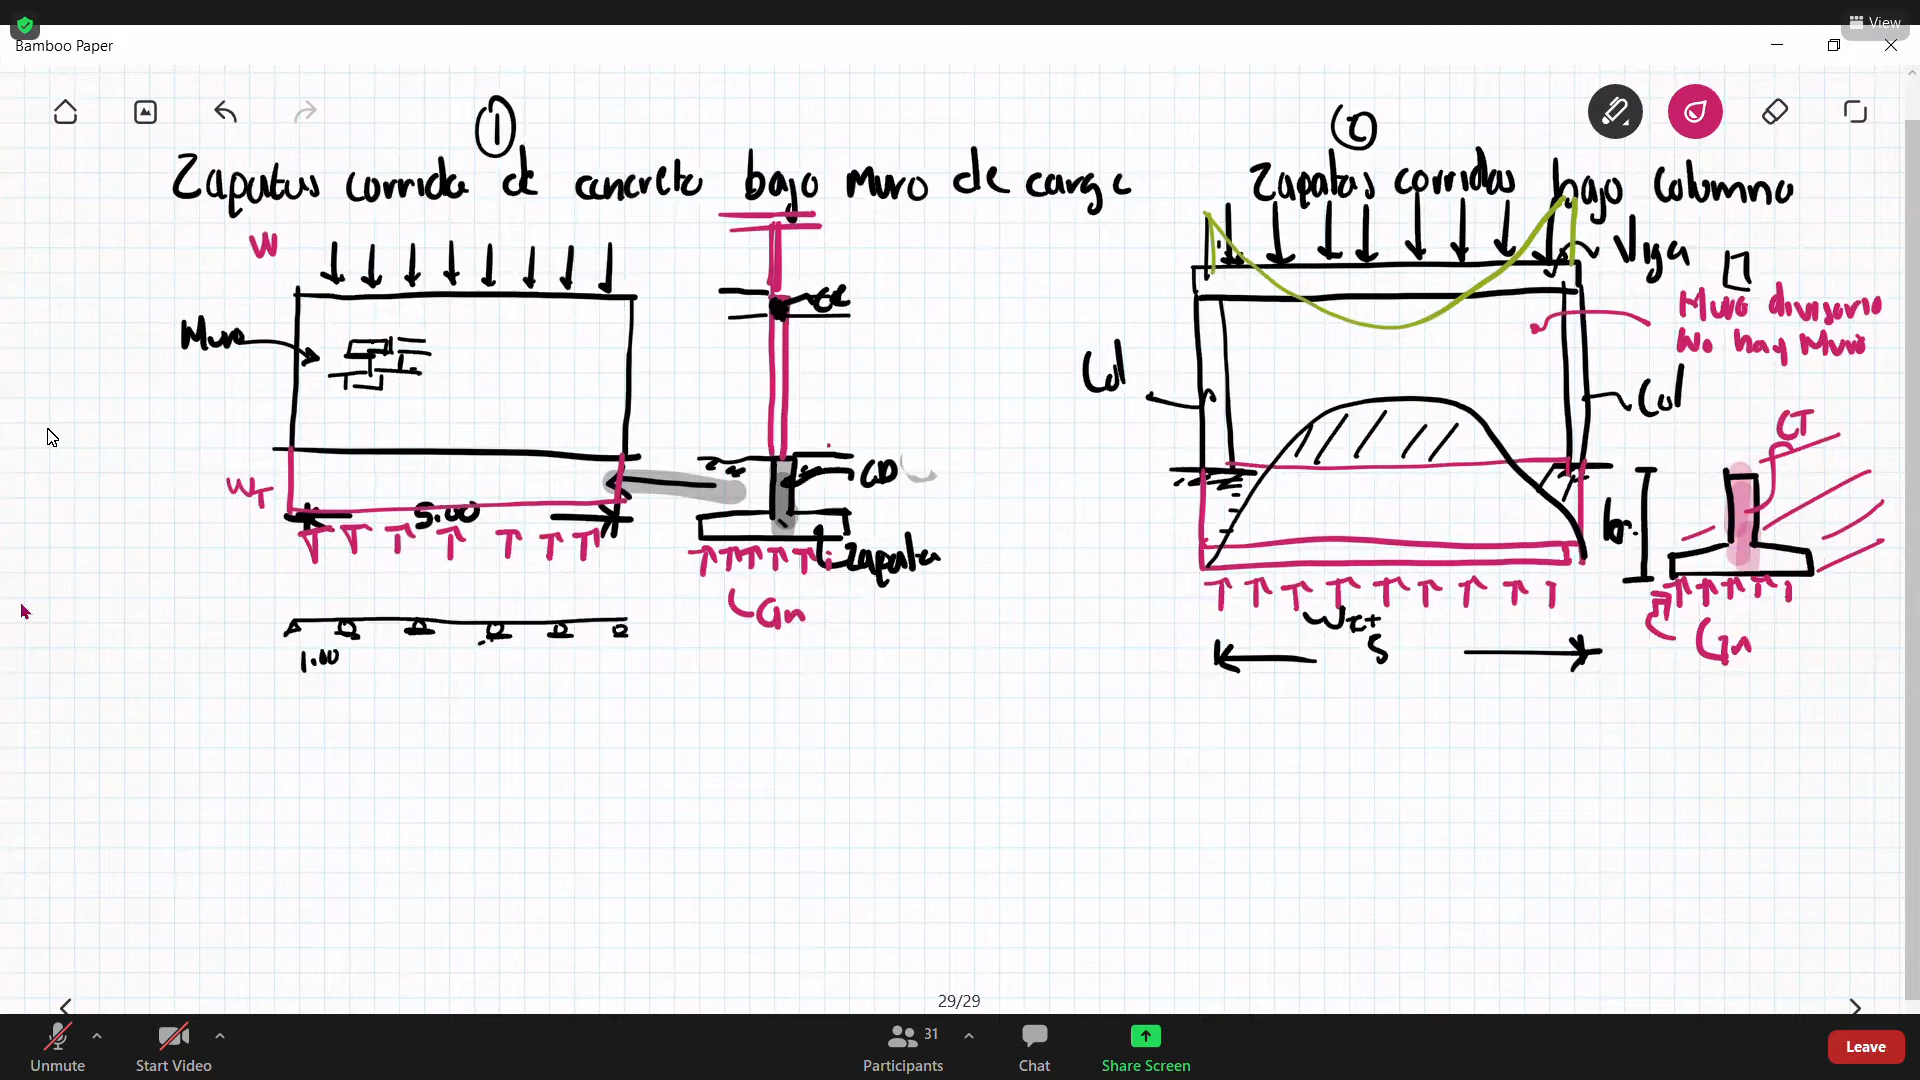 View
Bamboo Paper
①
②
Zapatas corrida de concreto bajo muro de carga
Zapatas corridas bajo columna
W
Viga
Muro divisorio
No hay Muro
Muro
Col
Col
CT
CD
WT
5.00
h
Zapata
Gn
Gn
S
1.00
29/29
Unmute
Start Video
31
Participants
Chat
Share Screen
Leave